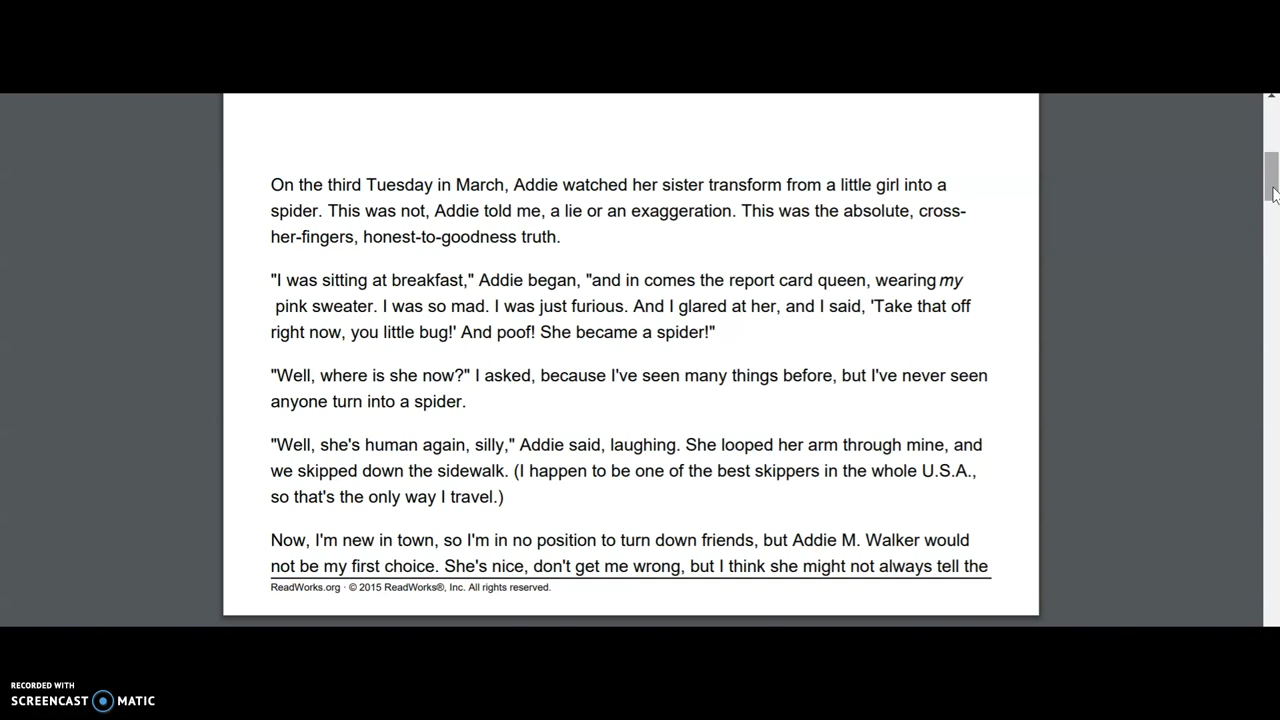 On the third Tuesday in March, Addie watched her sister transform from a little girl into a
spider. This was not, Addie told me, a lie or an exaggeration. This was the absolute, cross-
her-fingers, honest-to-goodness truth.
"I was sitting at breakfast," Addie began, "and in comes the report card queen, wearing my
pink sweater. I was so mad. I was just furious. And I glared at her, and I said, 'Take that off
right now, you little bug!' And poof! She became a spider!"
"Well, where is she now?" I asked, because I've seen many things before, but I've never seen
anyone turn into a spider.
"Well, she's human again, silly," Addie said, laughing. She looped her arm through mine, and
we skipped down the sidewalk. (I happen to be one of the best skippers in the whole U.S.A.,
so that's the only way I travel.)
Now, I'm new in town, so I'm in no position to turn down friends, but Addie M. Walker would
not be my first choice. She's nice, don't get me wrong, but I think she might not always tell the
ReadWorks.org · © 2015 ReadWorks®, Inc. All rights reserved.
RECORDED WITH
SCREENCAST MATIC